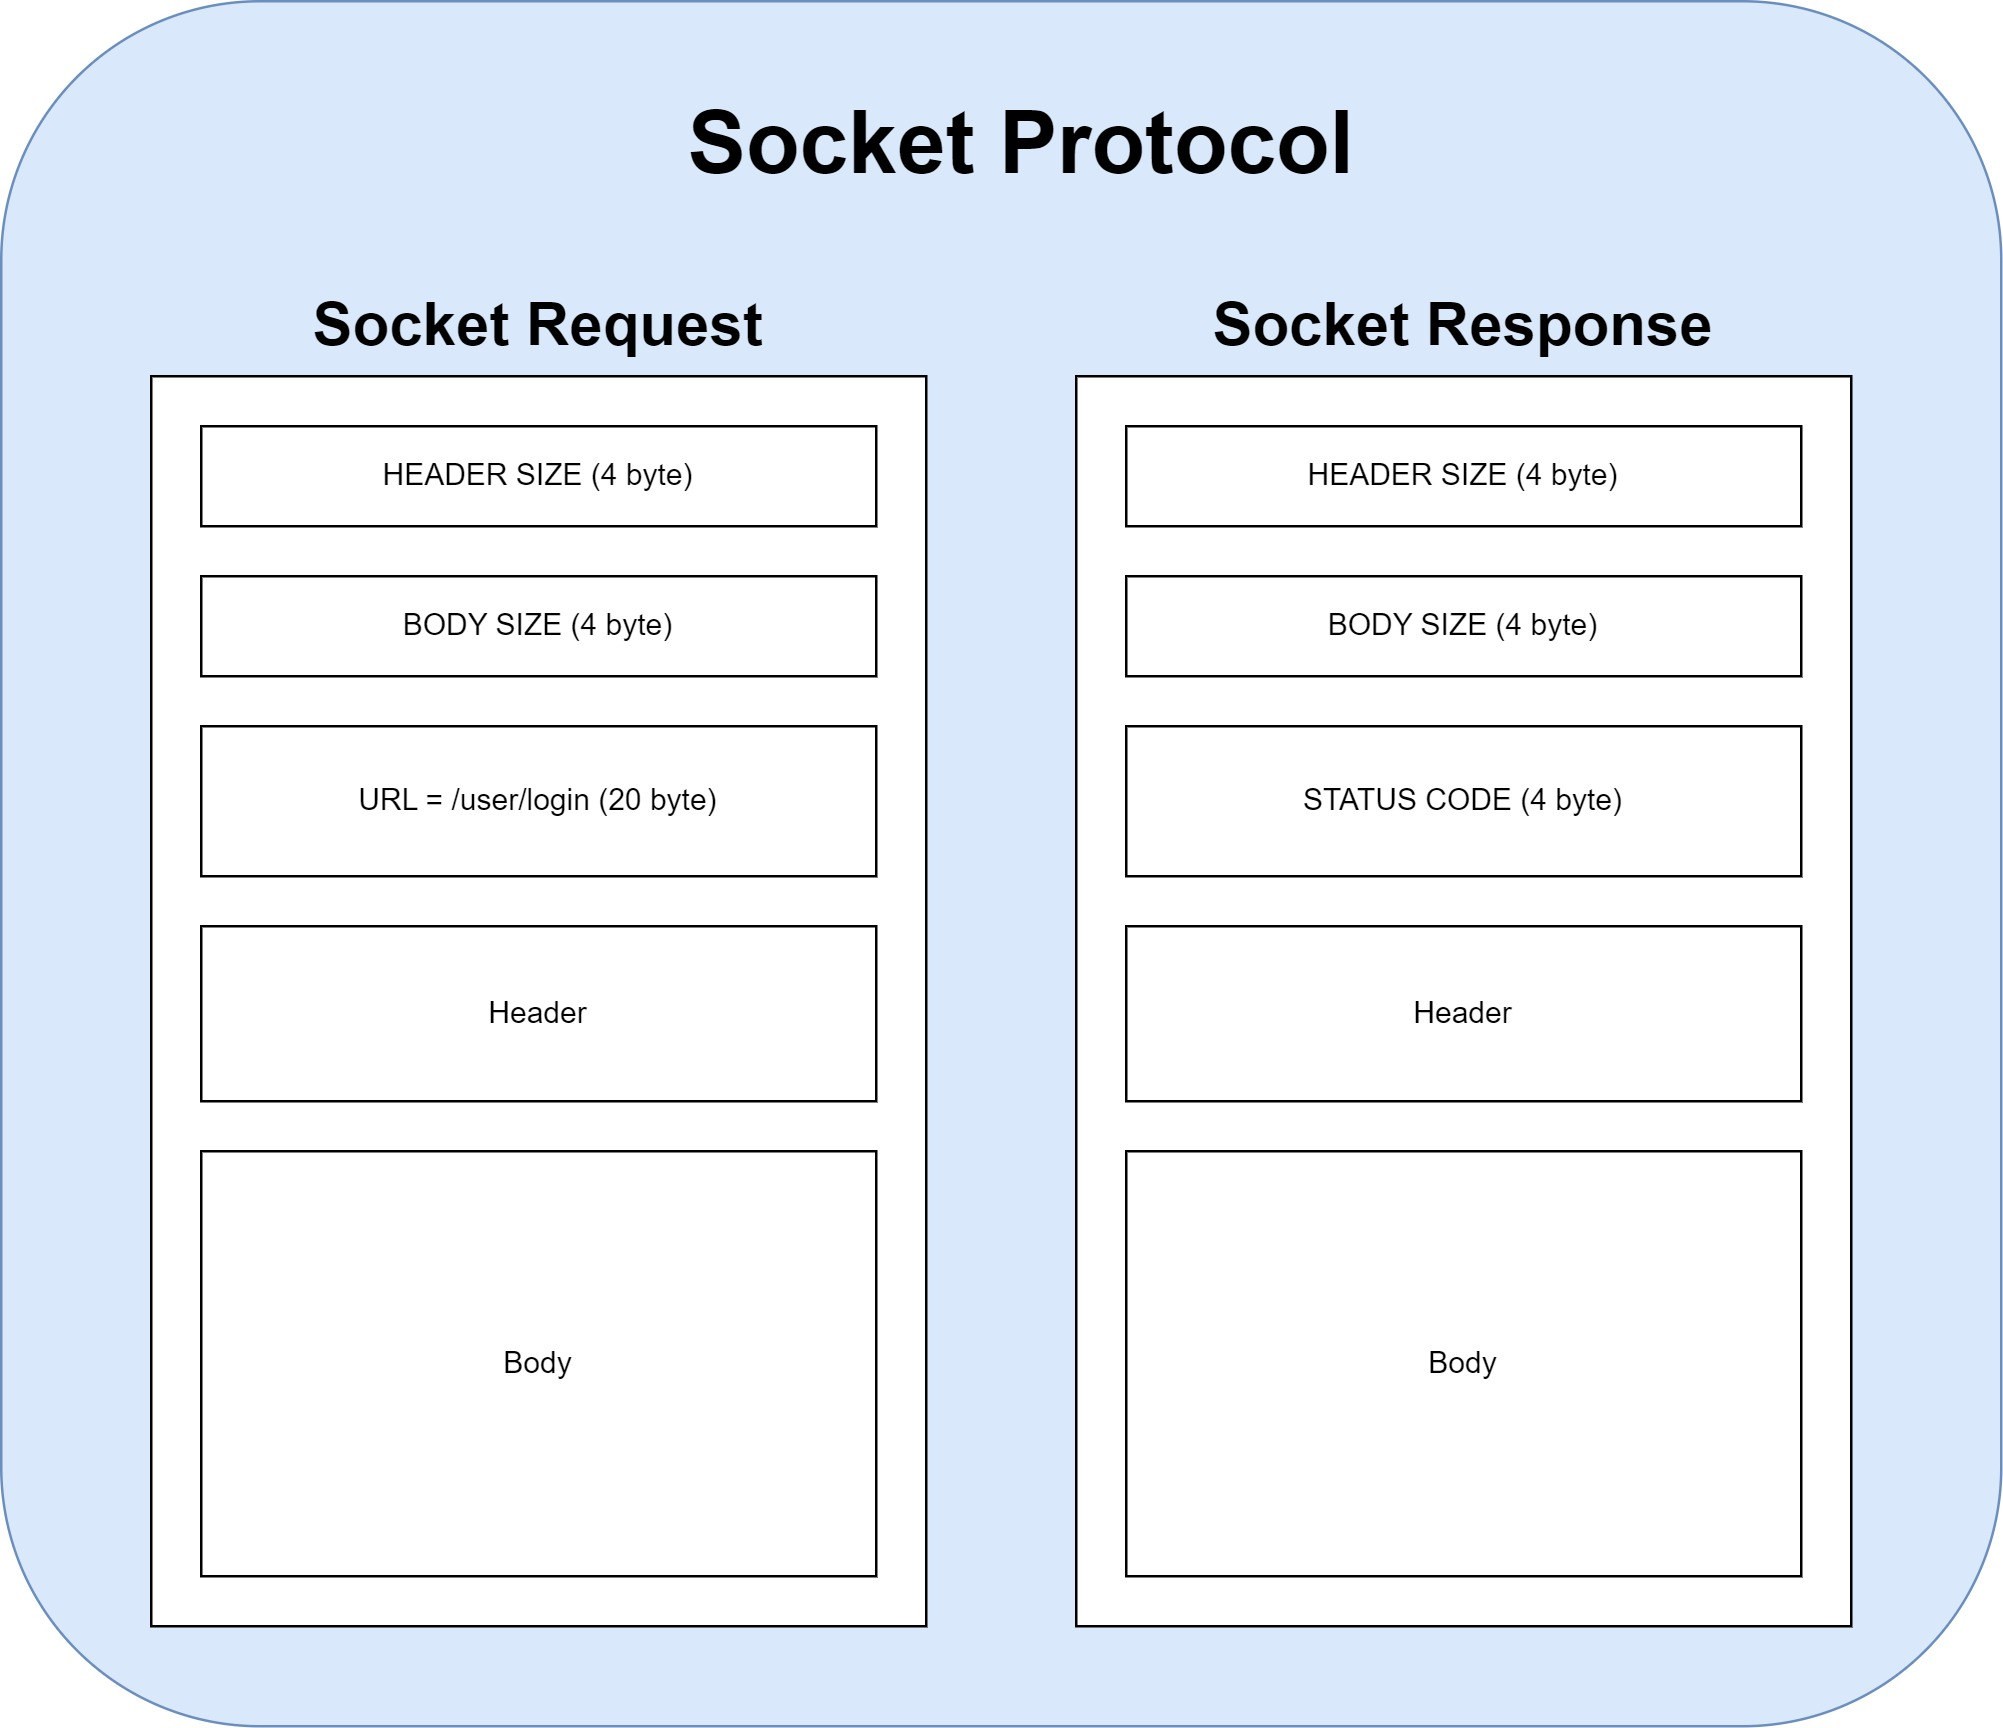 Socket Protocol
Socket Request
HEADER SIZE (4 byte)
BODY SIZE (4 byte)
URL = /user/login (20 byte)
Header
Body
Socket Response
HEADER SIZE (4 byte)
BODY SIZE (4 byte)
STATUS CODE (4 byte)
Header
Body